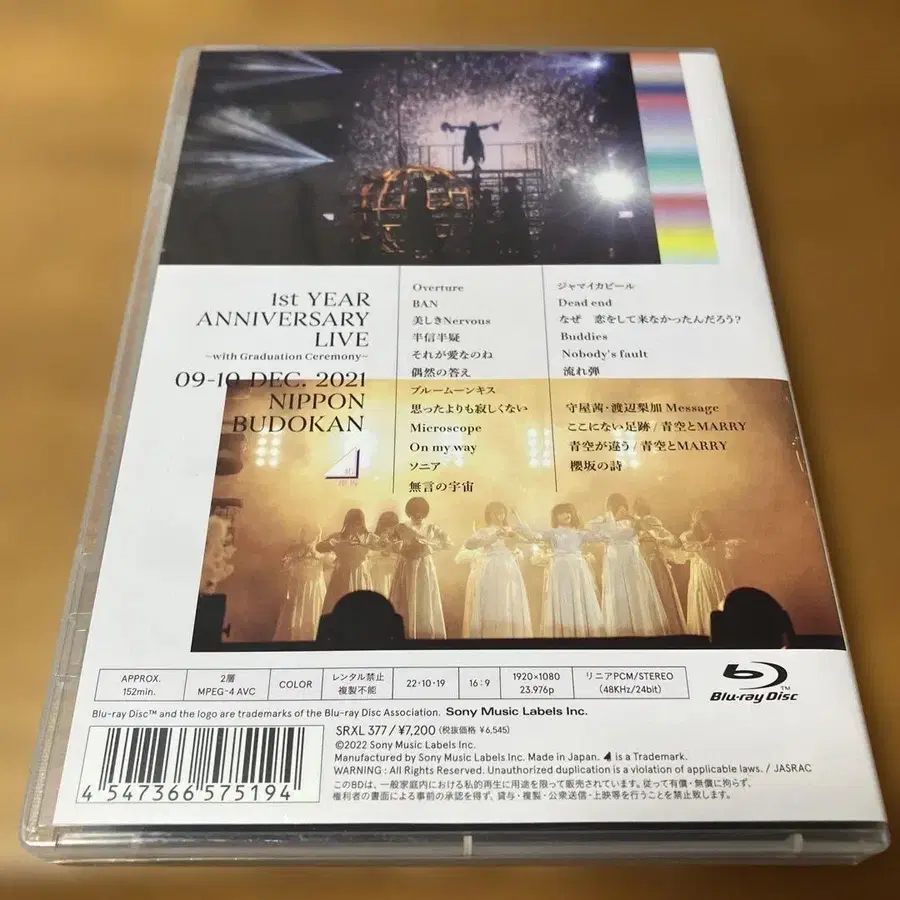 1st YEAR
ANNIVERSARY
LIVE
~with Graduation Ceremony~
09-10 DEC. 2021
NIPPON
BUDOKAN
Overture
BAN
美しきNervous
半信半疑
それが愛なのね
偶然の答え
ブルームーンキス
思ったよりも寂しくない
Microscope
On my way
ソニア
無言の宇宙
ジャマイカビール
Dead end
なぜ 恋をして来なかったんだろう?
Buddies
Nobody's fault
流れ弾
守屋茜・渡辺梨加 Message
ここにない足跡 / 青空とMARRY
青空が違う / 青空とMARRY
櫻坂の詩
APPROX.
152min.
2層
MPEG-4 AVC
COLOR
レンタル禁止
複製不能
22・10・19
16:9
1920×1080
23.976p
リニアPCM/STEREO
(48KHz/24bit)
Blu-ray Disc™
Blu-ray Disc™ and the logo are trademarks of the Blu-ray Disc Association. Sony Music Labels Inc.
SRXL 377/¥7,200 (税抜価格 ¥6,545)
©2022 Sony Music Labels Inc.
Manufactured by Sony Music Labels Inc. Made in Japan. is a Trademark.
WARNING : All Rights Reserved. Unauthorized duplication is a violation of applicable laws. / JASRAC
このBDは、一般家庭内における私的再生に用途を限って販売されています。従って有償・無償に拘らず、
権利者の書面による事前の承認を得ず、貸与・複製・公衆送信・上映等を行うことを禁止致します。
4 547366 575194